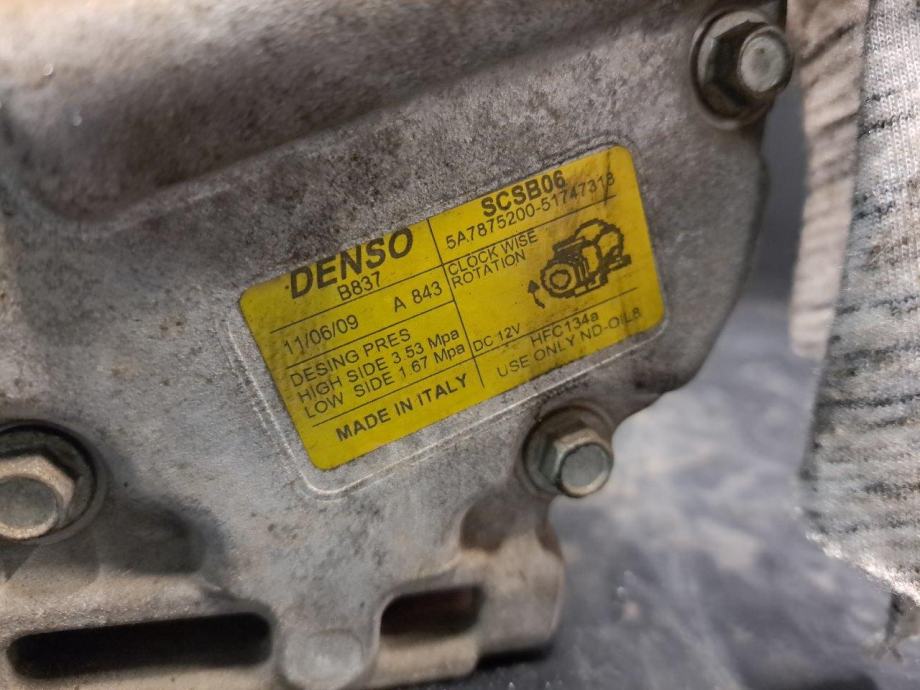 DENSO
B837
SCSB06
5A7875200-51747318
11/06/09 A 843
CLOCK WISE
ROTATION
DESING PRES
HIGH SIDE 3.53 Mpa
LOW SIDE 1.67 Mpa
DC 12V
HFC134a
USE ONLY ND-OIL8
MADE IN ITALY